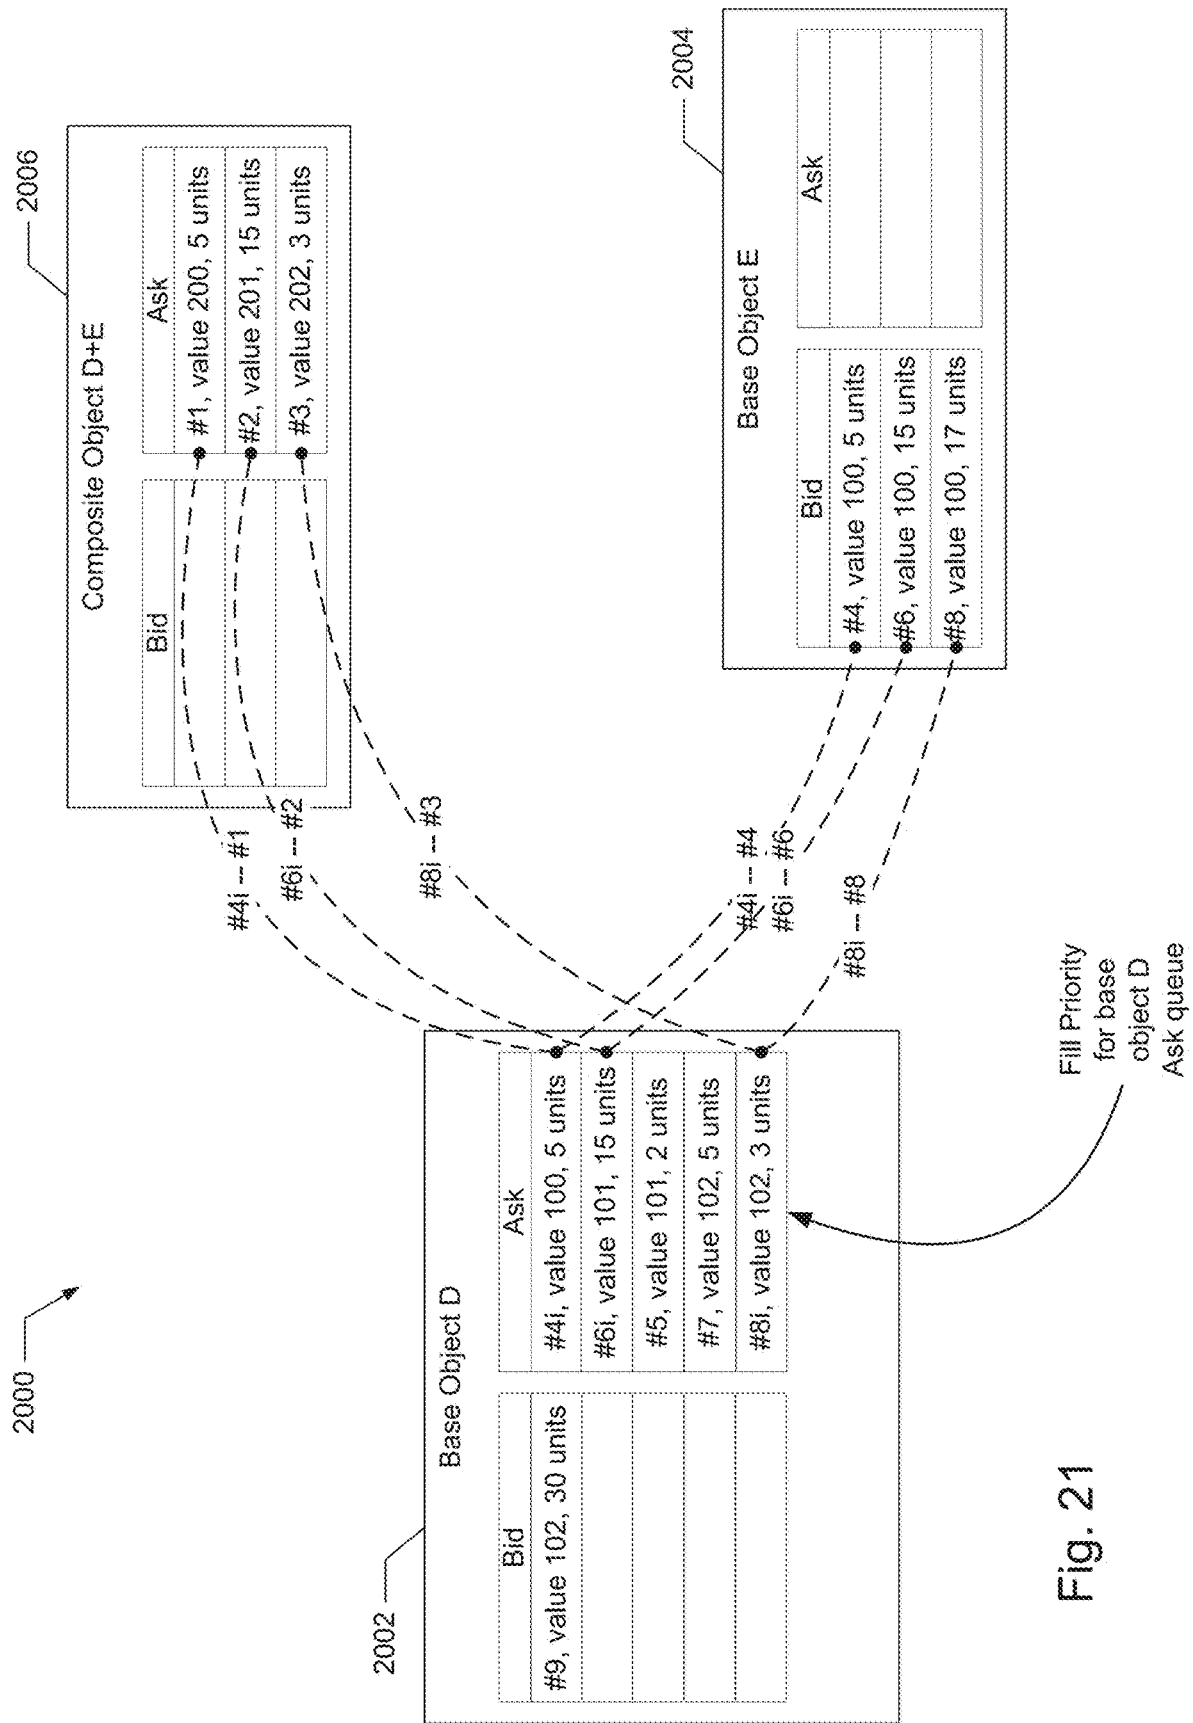 2000
2006
Composite Object D+E
Bid
Ask
#1, value 200, 5 units
#2, value 201, 15 units
#3, value 202, 3 units
#4i -- #1
#6i -- #2
#8i -- #3
2002
Base Object D
Bid
Ask
#9, value 102, 30 units
#4i, value 100, 5 units
#6i, value 101, 15 units
#5, value 101, 2 units
#7, value 102, 5 units
#8i, value 102, 3 units
#4i -- #4
#6i -- #6
#8i -- #8
2004
Base Object E
Bid
Ask
#4, value 100, 5 units
#6, value 100, 15 units
#8, value 100, 17 units
Fill Priority
for base
object D
Ask queue
Fig. 21